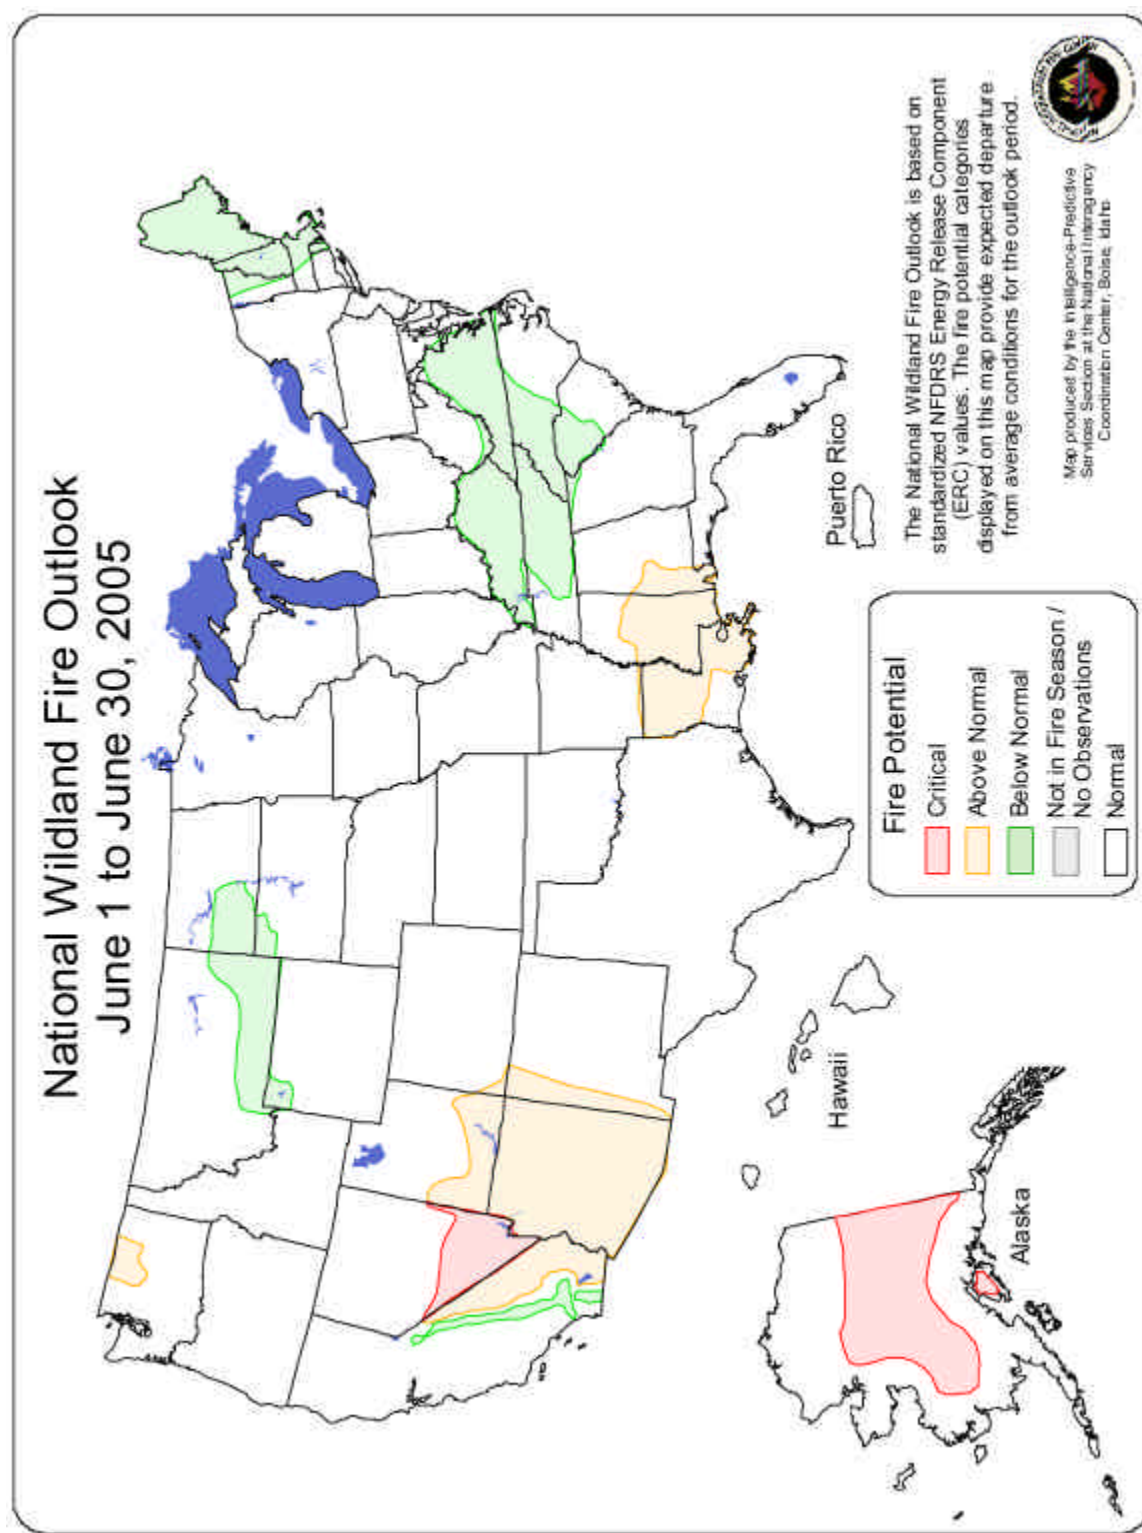 National Wildland Fire Outlook
June 1 to June 30, 2005
Puerto Rico
Hawaii
Alaska
Fire Potential
Critical
Above Normal
Below Normal
Not in Fire Season /
No Observations
Normal
The National Wildland Fire Outlook is based on
standardized NFDRS Energy Release Component
(ERC) values. The fire potential categories
displayed on this map provide expected departure
from average conditions for the outlook period.
Map produced by the Intelligence-Predictive
Services Section at the National Interagency
Coordination Center, Boise, Idaho